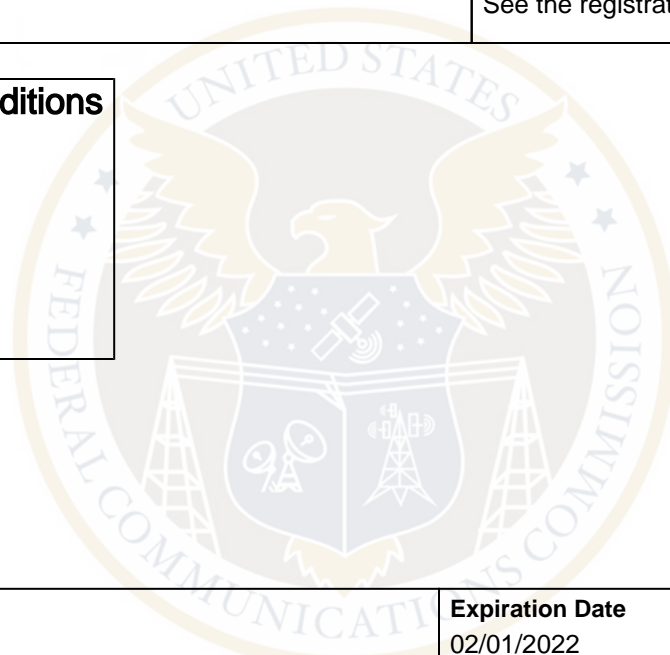 See the registrat
ditions
UNITED STATES
FEDERAL COMMUNICATIONS COMMISSION
Expiration Date
02/01/2022